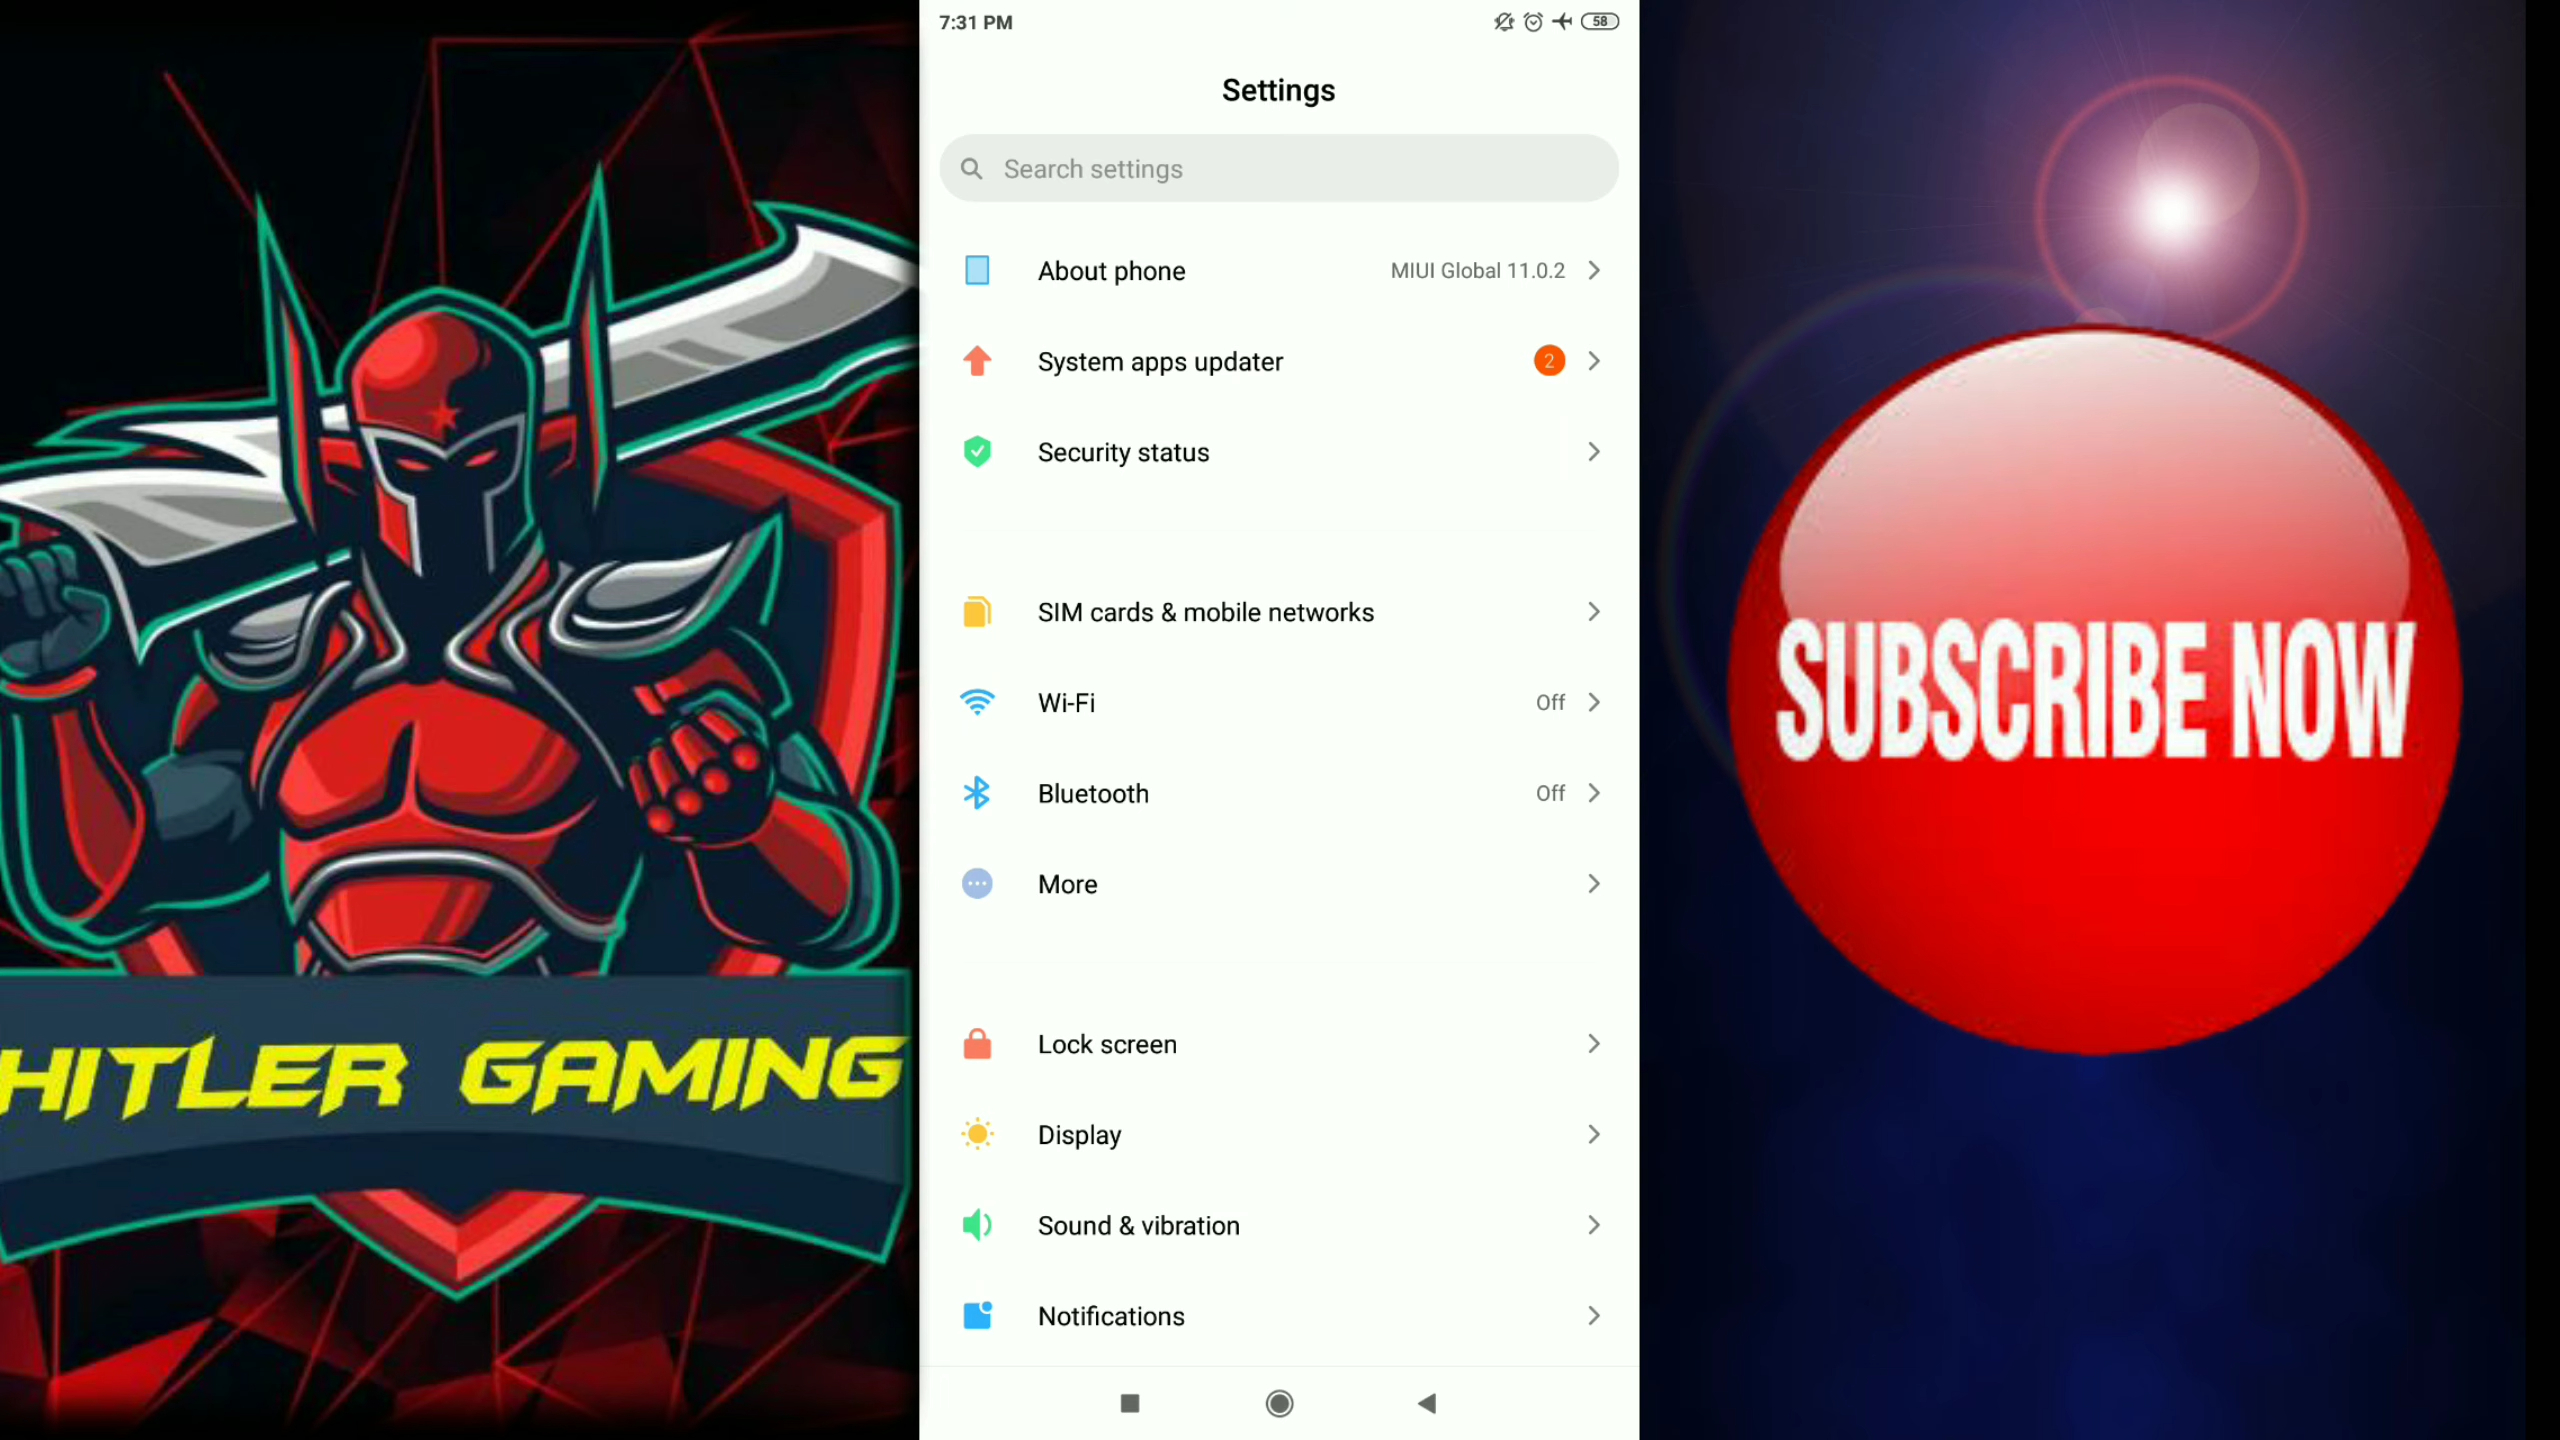 HITLER GAMING
7:31 PM
58
Settings
Search settings
About phone
MIUI Global 11.0.2
System apps updater
2
Security status
SIM cards & mobile networks
Wi-Fi
Off
Bluetooth
Off
More
Lock screen
Display
Sound & vibration
Notifications
SUBSCRIBE NOW